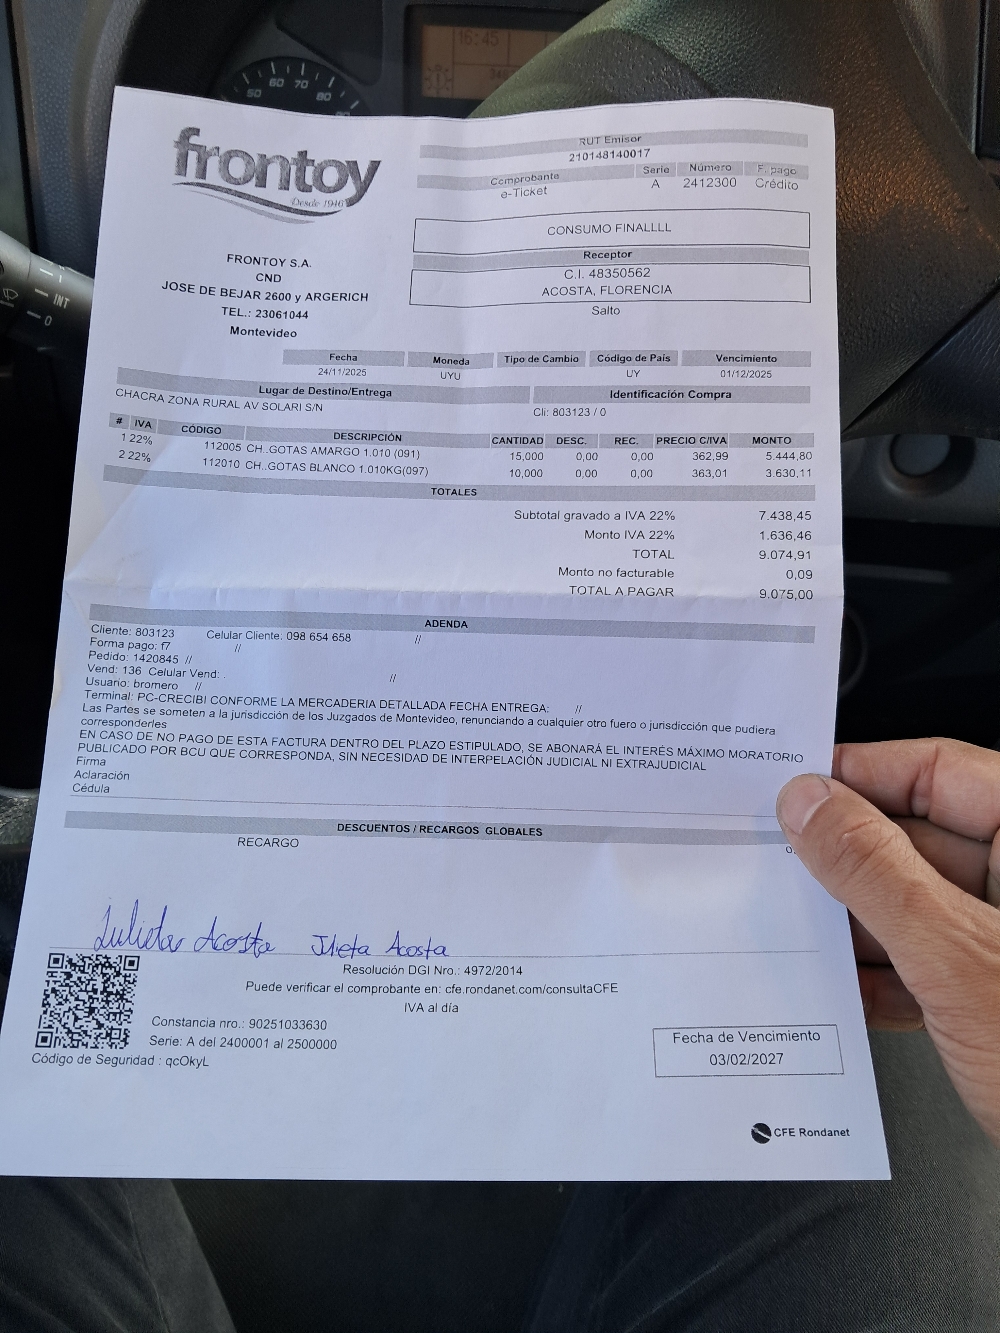 16:45
50 60 70 80
INT
0
frontoy
Desde 1946
FRONTOY S.A.
CND
JOSE DE BEJAR 2600 y ARGERICH
TEL.: 23061044
Montevideo
RUT Emisor
210148140017
Comprobante Serie Número F. pago
e-Ticket A 2412300 Crédito
CONSUMO FINALLLL
Receptor
C.I. 48350562
ACOSTA, FLORENCIA
Salto
Fecha Moneda Tipo de Cambio Código de País Vencimiento
24/11/2025 UYU UY 01/12/2025
Lugar de Destino/Entrega Identificación Compra
CHACRA ZONA RURAL AV SOLARI S/N Cli: 803123 / 0
# IVA CÓDIGO DESCRIPCIÓN CANTIDAD DESC. REC. PRECIO C/IVA MONTO
1 22% 112005 CH..GOTAS AMARGO 1.010 (091) 15,000 0,00 0,00 362,99 5.444,80
2 22% 112010 CH..GOTAS BLANCO 1.010KG(097) 10,000 0,00 0,00 363,01 3.630,11
TOTALES
Subtotal gravado a IVA 22% 7.438,45
Monto IVA 22% 1.636,46
TOTAL 9.074,91
Monto no facturable 0,09
TOTAL A PAGAR 9.075,00
ADENDA
Cliente: 803123 Celular Cliente: 098 654 658 //
Forma pago: f7 //
Pedido: 1420845 //
Vend: 136 Celular Vend: . //
Usuario: bromero //
Terminal: PC-CRECIBI CONFORME LA MERCADERIA DETALLADA FECHA ENTREGA: //
Las Partes se someten a la jurisdicción de los Juzgados de Montevideo, renunciando a cualquier otro fuero o jurisdicción que pudiera
corresponderles
EN CASO DE NO PAGO DE ESTA FACTURA DENTRO DEL PLAZO ESTIPULADO, SE ABONARÁ EL INTERÉS MÁXIMO MORATORIO
PUBLICADO POR BCU QUE CORRESPONDA, SIN NECESIDAD DE INTERPELACIÓN JUDICIAL NI EXTRAJUDICIAL
Firma
Aclaración
Cédula
DESCUENTOS / RECARGOS GLOBALES
RECARGO 0,
Julieta Acosta Julieta Acosta
Resolución DGI Nro.: 4972/2014
Puede verificar el comprobante en: cfe.rondanet.com/consultaCFE
IVA al día
Constancia nro.: 90251033630
Serie: A del 2400001 al 2500000
Código de Seguridad : qcOkyL
Fecha de Vencimiento
03/02/2027
CFE Rondanet